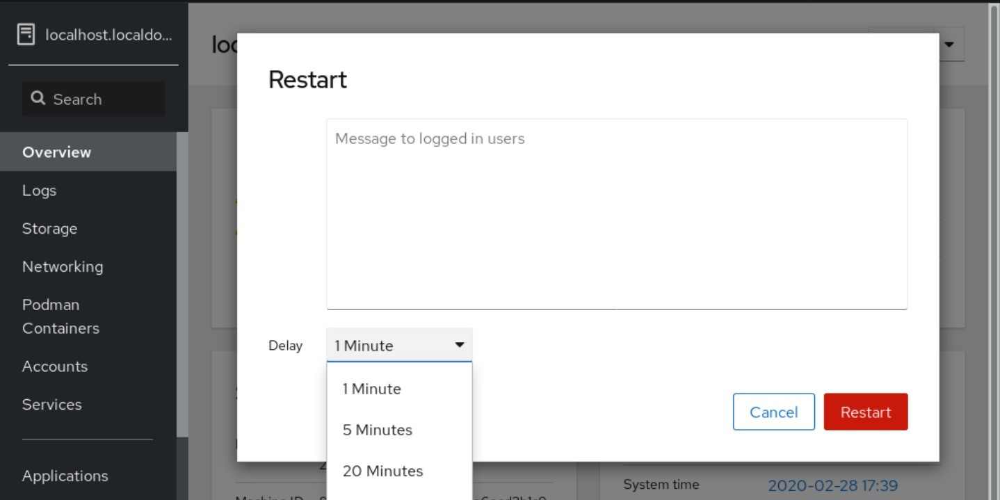 localhost.localdo...
Search
Overview
Logs
Storage
Networking
Podman
Containers
Accounts
Services
Applications
Restart
Message to logged in users
Delay
1 Minute
1 Minute
5 Minutes
20 Minutes
Cancel
Restart
System time
2020-02-28 17:39